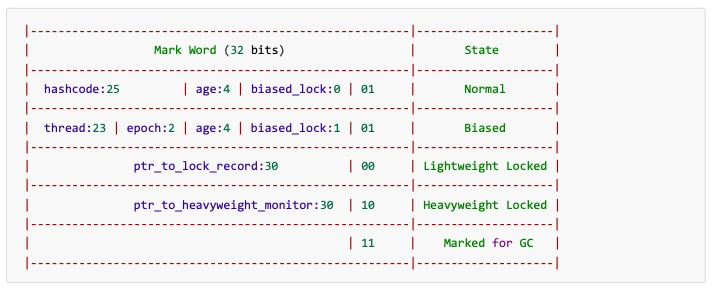 |-------------------------------------------------------|--------------------|
| Mark Word (32 bits) | State |
|-------------------------------------------------------|--------------------|
| hashcode:25 | age:4 | biased_lock:0 | 01 | Normal |
|-------------------------------------------------------|--------------------|
| thread:23 | epoch:2 | age:4 | biased_lock:1 | 01 | Biased |
|-------------------------------------------------------|--------------------|
| ptr_to_lock_record:30 | 00 | Lightweight Locked |
|-------------------------------------------------------|--------------------|
| ptr_to_heavyweight_monitor:30 | 10 | Heavyweight Locked |
|-------------------------------------------------------|--------------------|
| | 11 | Marked for GC |
|-------------------------------------------------------|--------------------|